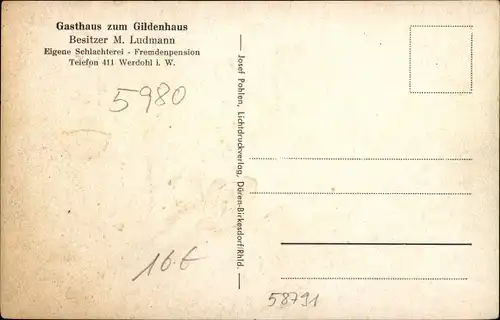 Gasthaus zum Gildenhaus
Besitzer M. Ludmann
Eigene Schlachterei - Fremdenpension
Telefon 411 Werdohl i. W.
5980
Josef Pohlen, Lichtdruckverlag, Düren-Birkesdorf/Rhld.
16.€
58791